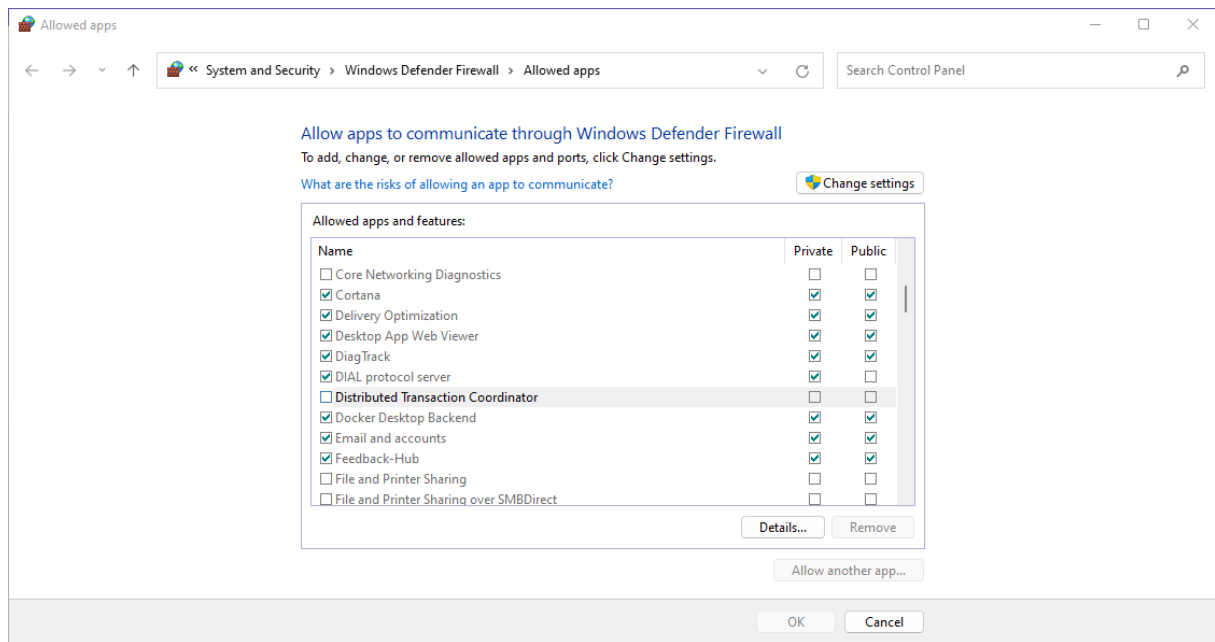 Allowed apps
« System and Security › Windows Defender Firewall › Allowed apps
Search Control Panel
Allow apps to communicate through Windows Defender Firewall
To add, change, or remove allowed apps and ports, click Change settings.
What are the risks of allowing an app to communicate?
Change settings
Allowed apps and features:
Name Private Public
Core Networking Diagnostics
Cortana
Delivery Optimization
Desktop App Web Viewer
DiagTrack
DIAL protocol server
Distributed Transaction Coordinator
Docker Desktop Backend
Email and accounts
Feedback-Hub
File and Printer Sharing
File and Printer Sharing over SMBDirect
Details... Remove
Allow another app...
OK Cancel